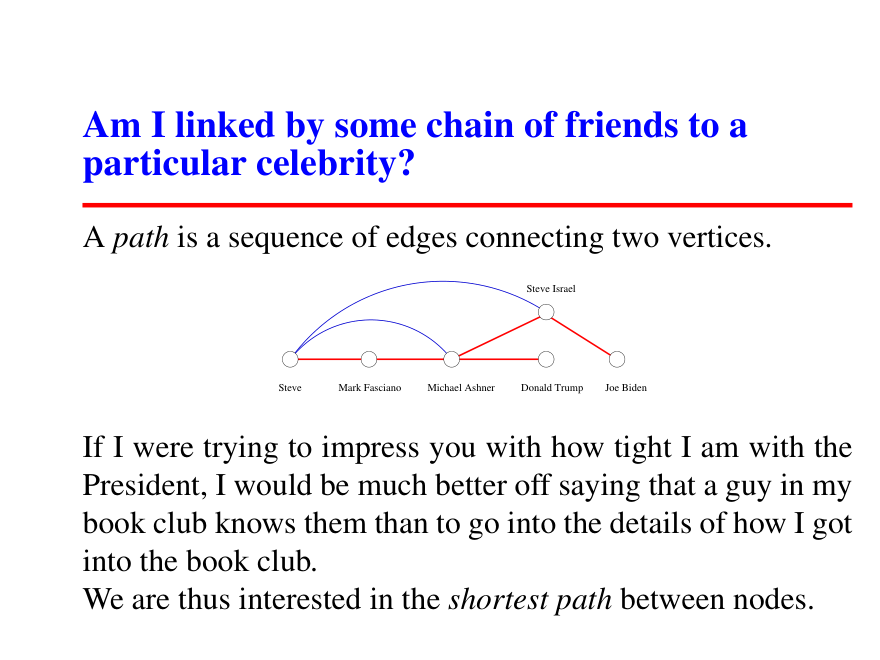 Am I linked by some chain of friends to a
particular celebrity?
A path is a sequence of edges connecting two vertices.
Steve Israel
Steve Mark Fasciano Michael Ashner Donald Trump Joe Biden
If I were trying to impress you with how tight I am with the
President, I would be much better off saying that a guy in my
book club knows them than to go into the details of how I got
into the book club.
We are thus interested in the shortest path between nodes.